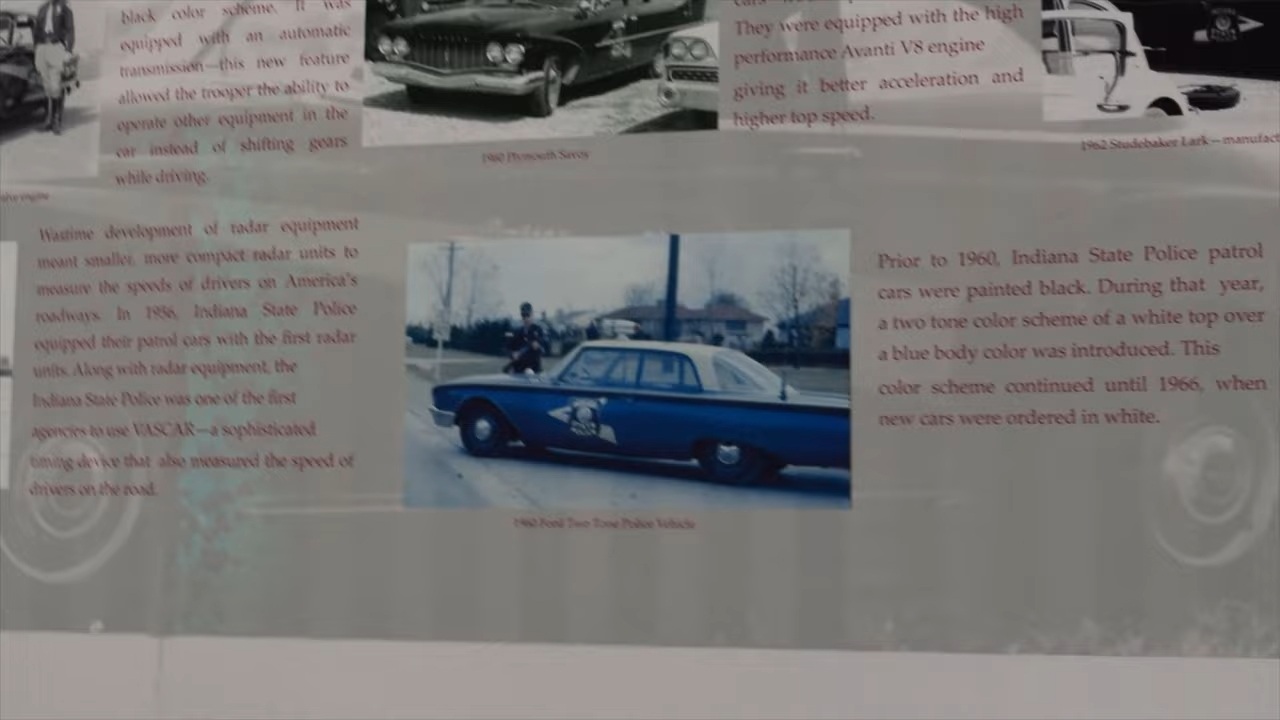 black color scheme. It was
equipped with an automatic
transmission—this new feature
allowed the trooper the ability to
operate other equipment in the
car instead of shifting gears
while driving.
1960 Plymouth Savoy
They were equipped with the high
performance Avanti V8 engine
giving it better acceleration and
higher top speed.
1962 Studebaker Lark – manufact
engine
Wastime development of radar equipment
meant smaller, more compact radar units to
measure the speeds of drivers on America's
roadways. In 1956, Indiana State Police
equipped their patrol cars with the first radar
units. Along with radar equipment, the
Indiana State Police was one of the first
agencies to use VASCAR—a sophisticated
timing device that also measured the speed of
drivers on the road.
1960 Ford Two Tone Police Vehicle
Prior to 1960, Indiana State Police patrol
cars were painted black. During that year,
a two tone color scheme of a white top over
a blue body color was introduced. This
color scheme continued until 1966, when
new cars were ordered in white.